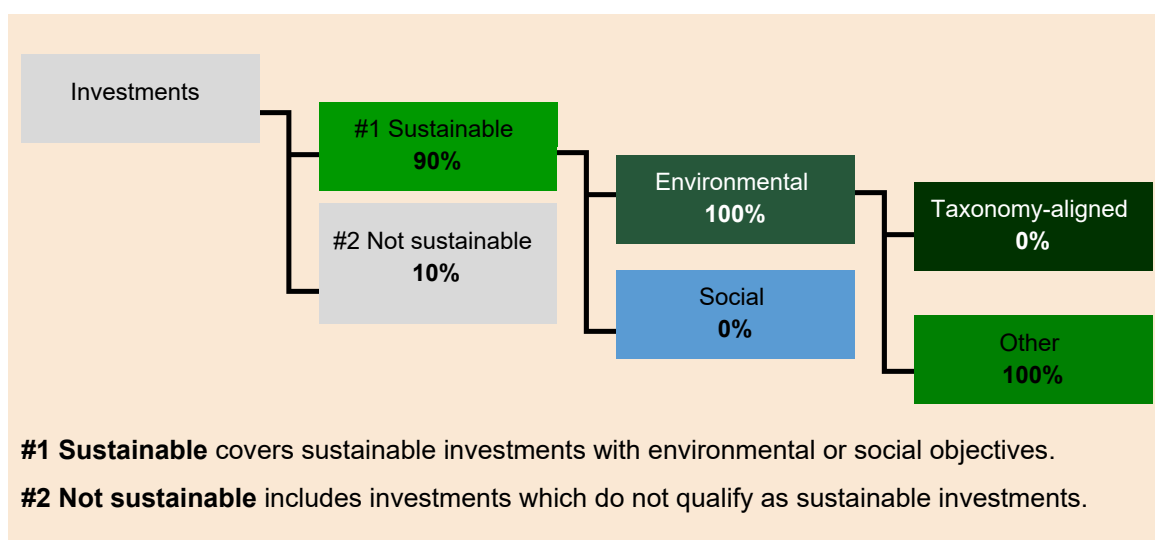 Investments
#1 Sustainable
90%
#2 Not sustainable
10%
Environmental
100%
Social
0%
Taxonomy-aligned
0%
Other
100%
#1 Sustainable covers sustainable investments with environmental or social objectives.
#2 Not sustainable includes investments which do not qualify as sustainable investments.